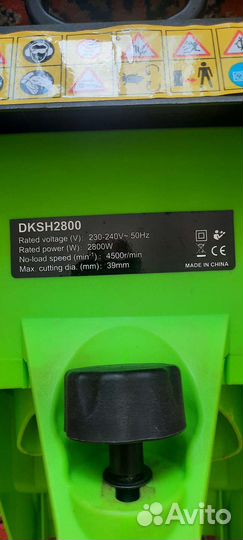 DKSH2800
Rated voltage (V): 230-240V~ 50Hz
Rated power (W): 2800W
No-load speed (min⁻¹): 4500r/min
Max. cutting dia. (mm): 39mm
CE
MADE IN CHINA
Avito